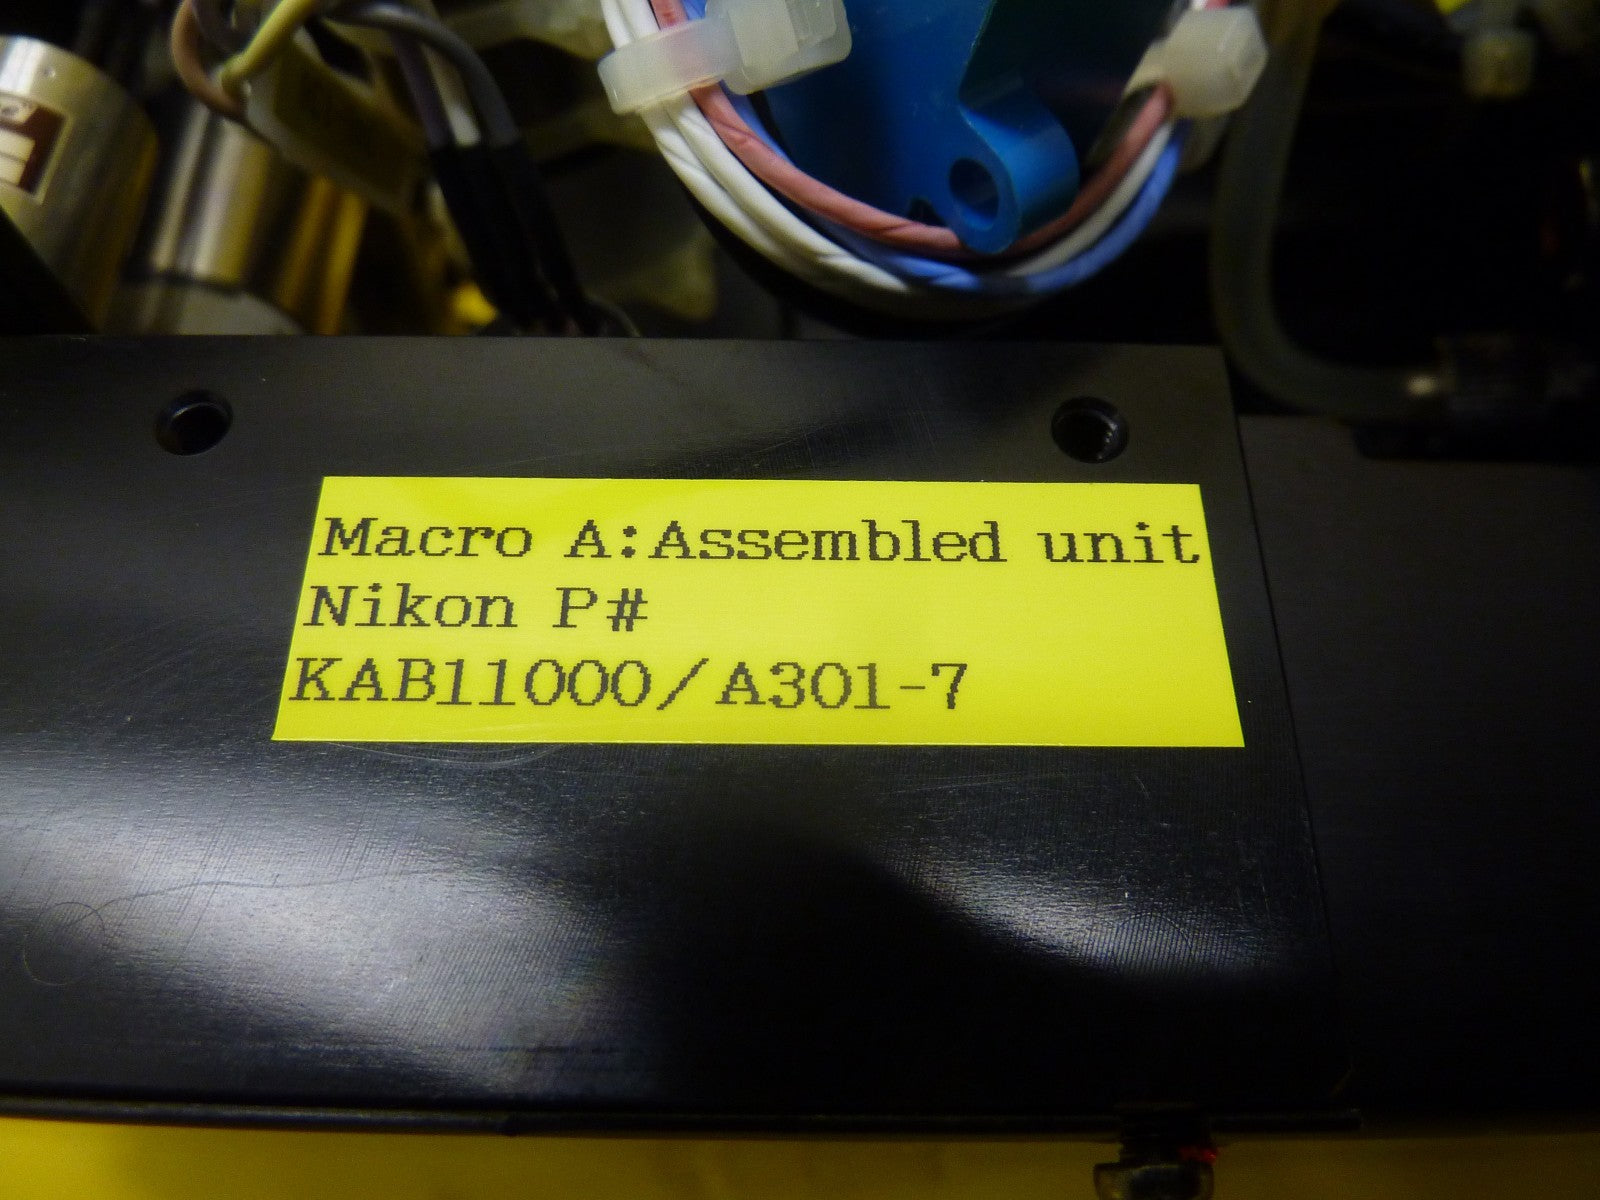 Macro A:Assembled unit
Nikon P#
KAB11000/A301-7